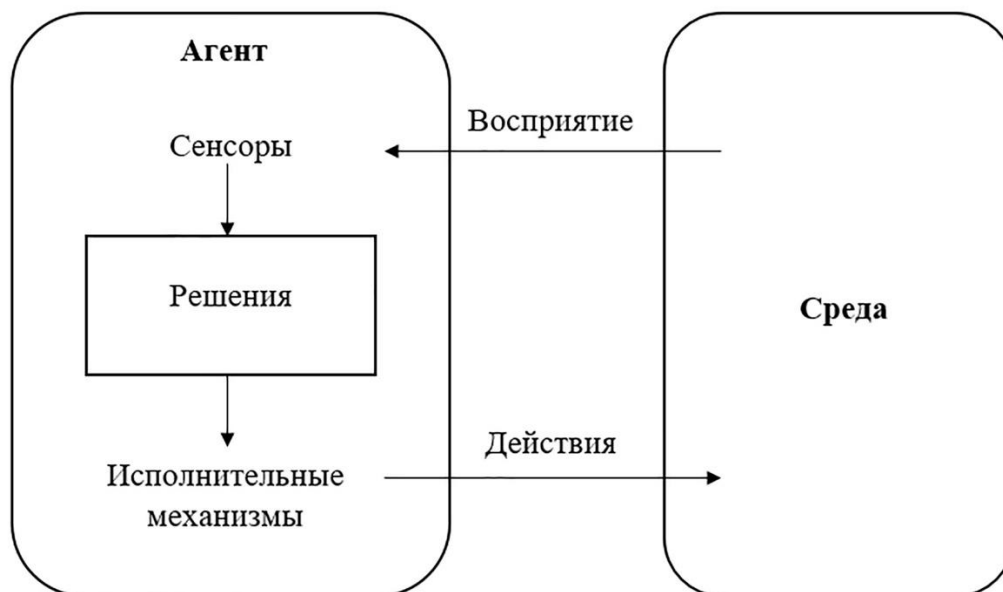 Агент
Восприятие
Сенсоры
Решения
Среда
Действия
Исполнительные
механизмы